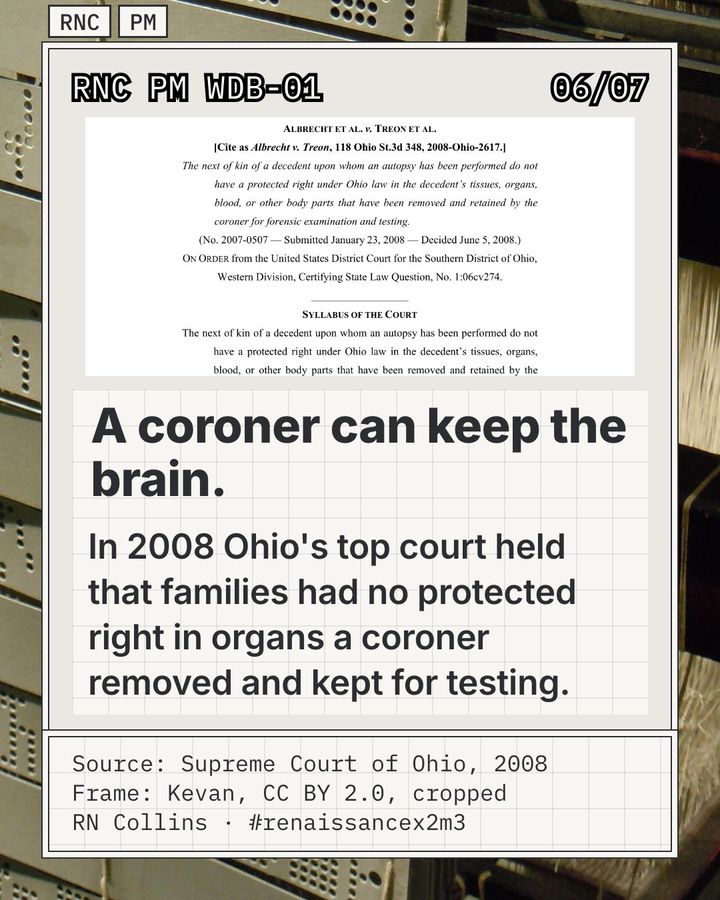 RNC PM
RNC PM WDB-01 06/07
ALBRECHT ET AL. v. TREON ET AL.
[Cite as Albrecht v. Treon, 118 Ohio St.3d 348, 2008-Ohio-2617.]
The next of kin of a decedent upon whom an autopsy has been performed do not
have a protected right under Ohio law in the decedent's tissues, organs,
blood, or other body parts that have been removed and retained by the
coroner for forensic examination and testing.
(No. 2007-0507 — Submitted January 23, 2008 — Decided June 5, 2008.)
ON ORDER from the United States District Court for the Southern District of Ohio,
Western Division, Certifying State Law Question, No. 1:06cv274.
SYLLABUS OF THE COURT
The next of kin of a decedent upon whom an autopsy has been performed do not
have a protected right under Ohio law in the decedent's tissues, organs,
blood, or other body parts that have been removed and retained by the
A coroner can keep the
brain.
In 2008 Ohio's top court held
that families had no protected
right in organs a coroner
removed and kept for testing.
Source: Supreme Court of Ohio, 2008
Frame: Kevan, CC BY 2.0, cropped
RN Collins · #renaissancex2m3